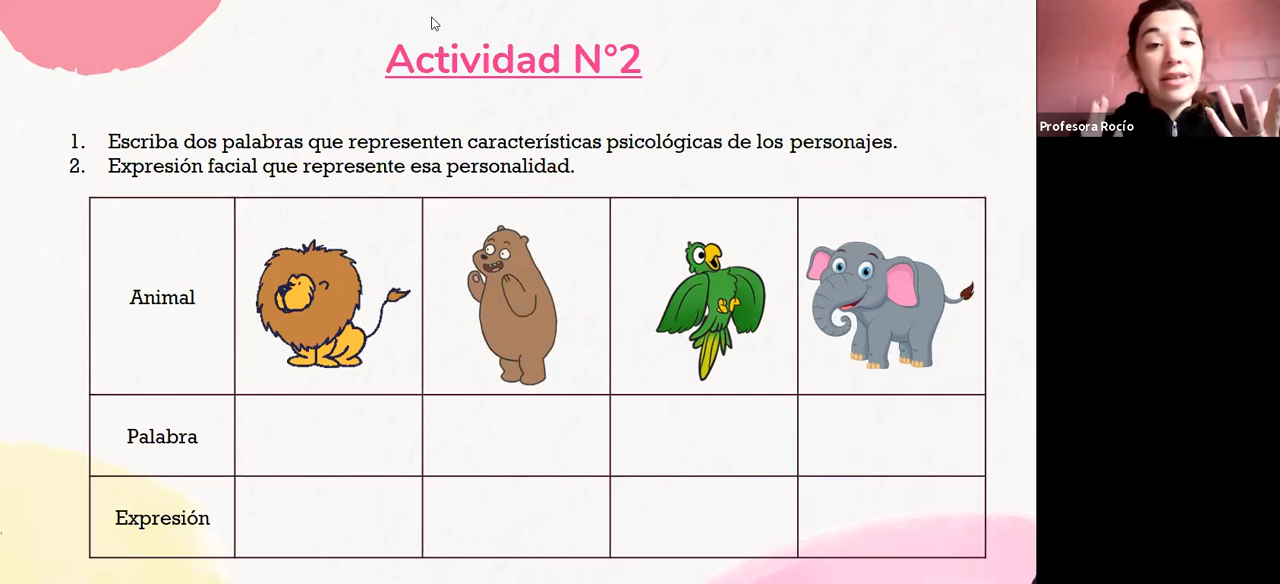 Actividad N°2
1. Escriba dos palabras que representen características psicológicas de los personajes.
2. Expresión facial que represente esa personalidad.
Animal
Palabra
Expresión
Profesora Rocío